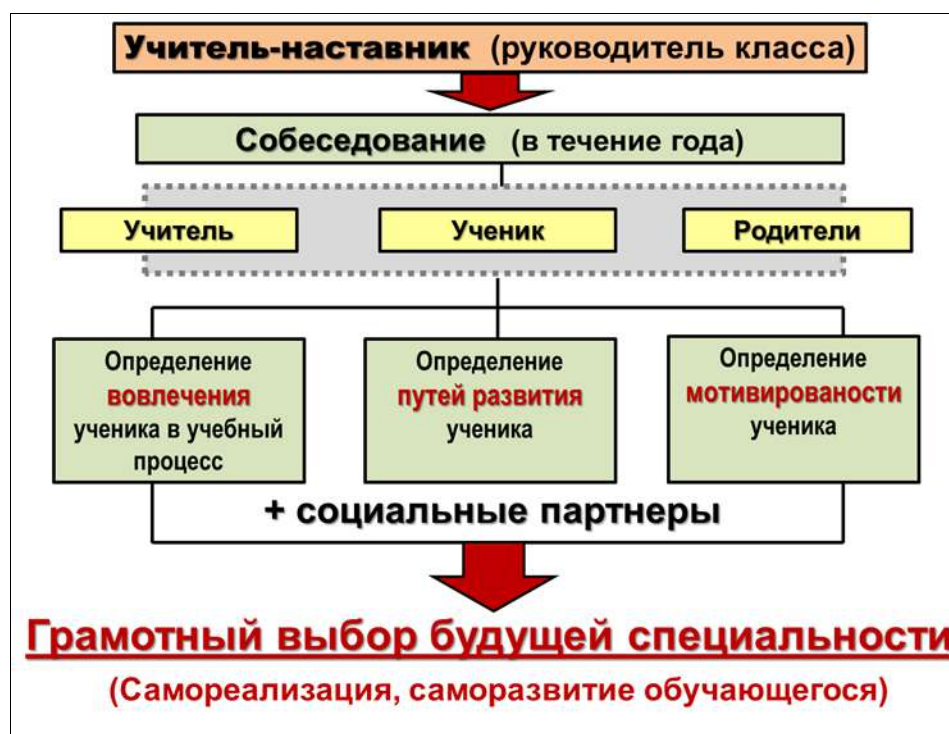 Учитель-наставник (руководитель класса)
Собеседование (в течение года)
Учитель
Ученик
Родители
Определение
вовлечения
ученика в учебный
процесс
Определение
путей развития
ученика
Определение
мотивированости
ученика
+ социальные партнеры
Грамотный выбор будущей специальности
(Самореализация, саморазвитие обучающегося)